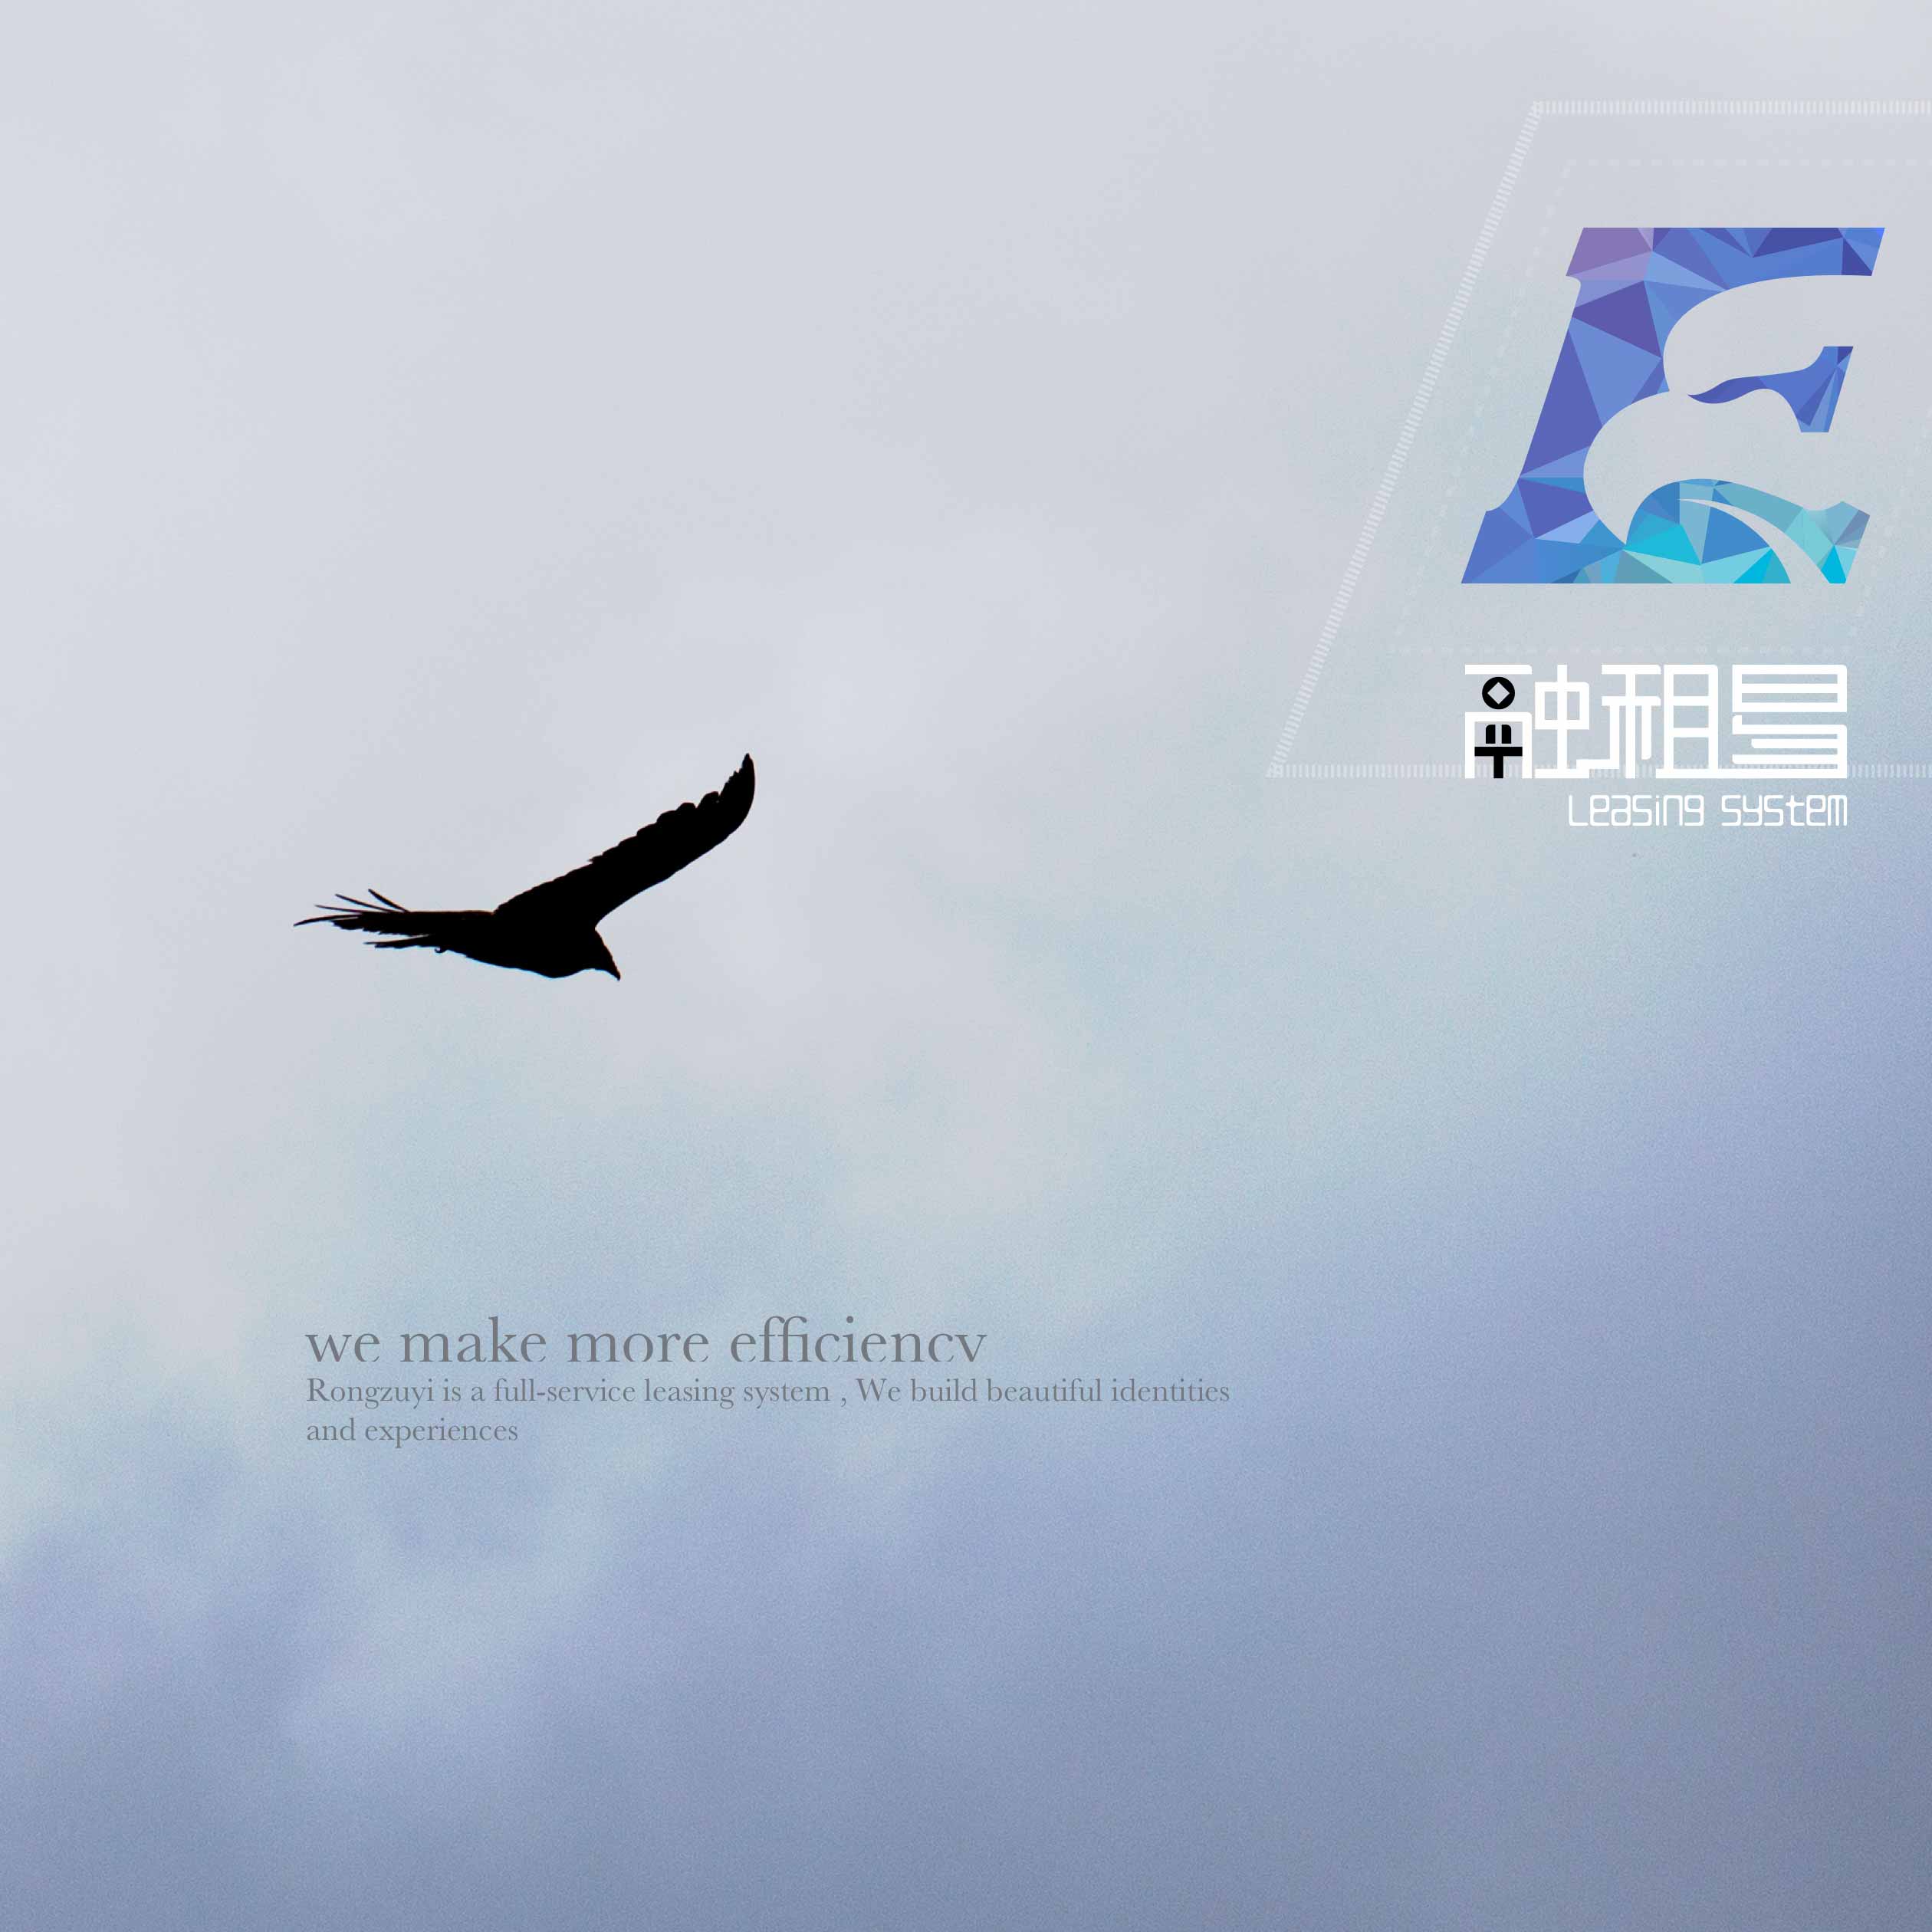 融租易
Leasing system
we make more efficiency
Rongzuyi is a full-service leasing system , We build beautiful identities
and experiences